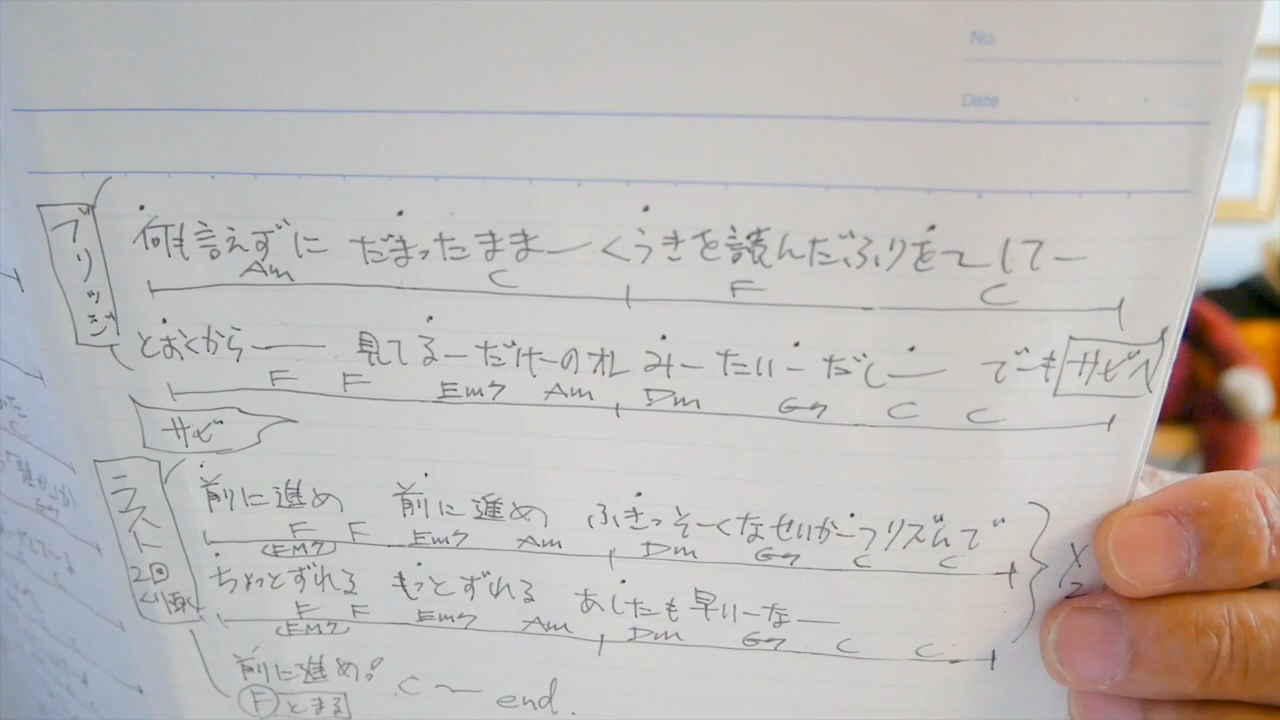 No.
Date
ブリッジ
何も言えずに だまったままー くうきを読んだふりを〜してー
Am C F C
とおくから―― 見てるーだけーのオレ みーたいーだしー でーも サビへ
F F Em7 Am Dm G7 C C
サビ
ラスト
2回
くり返し
前に進め 前に進め ふきっそーくなせいかーつリズムで
F F Em7 Am Dm G7 C C
(EM7)
ちょっとずれる もっとずれる あしたも早いーなー
F F Em7 Am Dm G7 C C
(EM7)
X2
前に進め! C〜 end.
F とまる